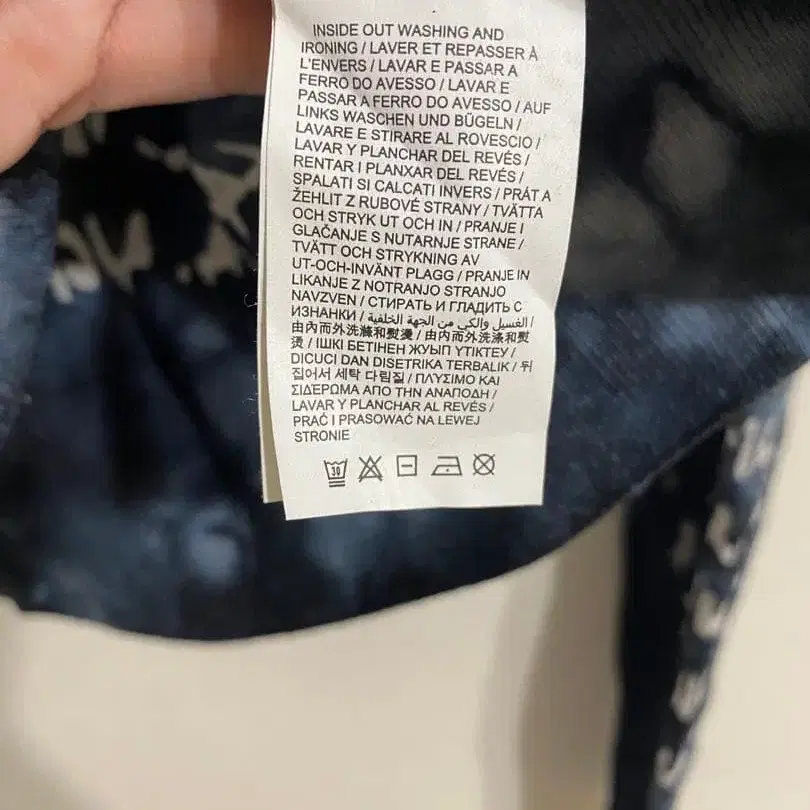 INSIDE OUT WASHING AND
IRONING / LAVER ET REPASSER À
L'ENVERS / LAVAR E PASSAR A
FERRO DO AVESSO / LAVAR E
PASSAR A FERRO DO AVESSO / AUF
LINKS WASCHEN UND BÜGELN /
LAVARE E STIRARE AL ROVESCIO /
LAVAR Y PLANCHAR DEL REVÉS /
RENTAR I PLANXAR DEL REVÉS /
SPALATI SI CALCATI INVERS / PRÁT A
ŽEHLIT Z RUBOVÉ STRANY / TVÄTTA
OCH STRYK UT OCH IN / PRANJE I
GLAČANJE S NUTARNJE STRANE /
TVÄTT OCH STRYKNING AV
UT-OCH-INVÄNT PLAGG / PRANJE IN
LIKANJE Z NOTRANJO STRANJO
NAVZVEN / СТИРАТЬ И ГЛАДИТЬ С
ИЗНАНКИ / الغسيل والكي من الجهة الخلفية /
由內而外洗滌和熨燙 / 由內而外洗滌和熨
燙 / ІШКІ БЕТІНЕН ЖУЫП ҮТІКТЕУ /
DICUCI DAN DISETRIKA TERBALIK / 뒤
집어서 세탁 다림질 / ΠΛΥΣΙΜΟ ΚΑΙ
ΣΙΔΕΡΩΜΑ ΑΠΟ ΤΗΝ ΑΝΑΠΟΔΗ /
LAVAR Y PLANCHAR AL REVÉS /
PRAĆ I PRASOWAĆ NA LEWEJ
STRONIE
30